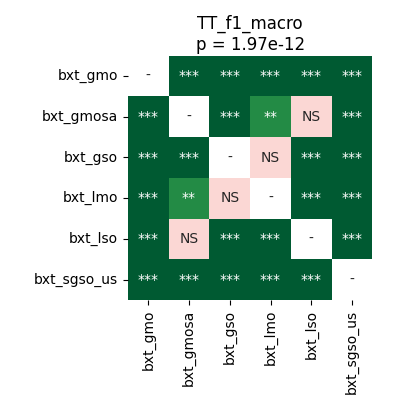 TT_f1_macro
p = 1.97e-12
bxt_gmo - *** *** *** *** ***
bxt_gmosa *** - *** ** NS ***
bxt_gso *** *** - NS *** ***
bxt_lmo *** ** NS - *** ***
bxt_lso *** NS *** *** - ***
bxt_sgso_us *** *** *** *** *** -
bxt_gmo
bxt_gmosa
bxt_gso
bxt_lmo
bxt_lso
bxt_sgso_us